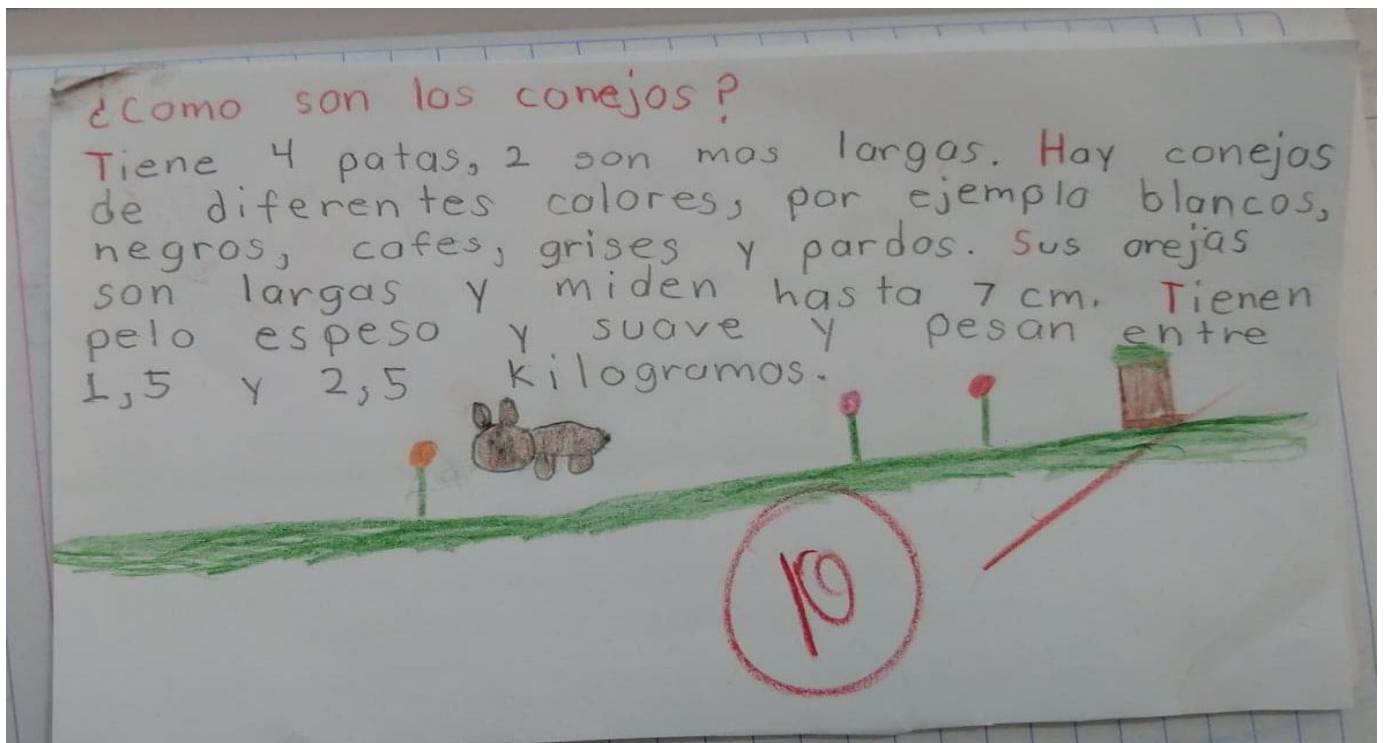 ¿Como son los conejos?
Tiene 4 patas, 2 son mas largas. Hay conejos
de diferentes colores, por ejemplo blancos,
negros, cafes, grises y pardos. Sus orejas
son largas y miden hasta 7 cm. Tienen
pelo espeso y suave y pesan entre
1,5 y 2,5 kilogramos.
10